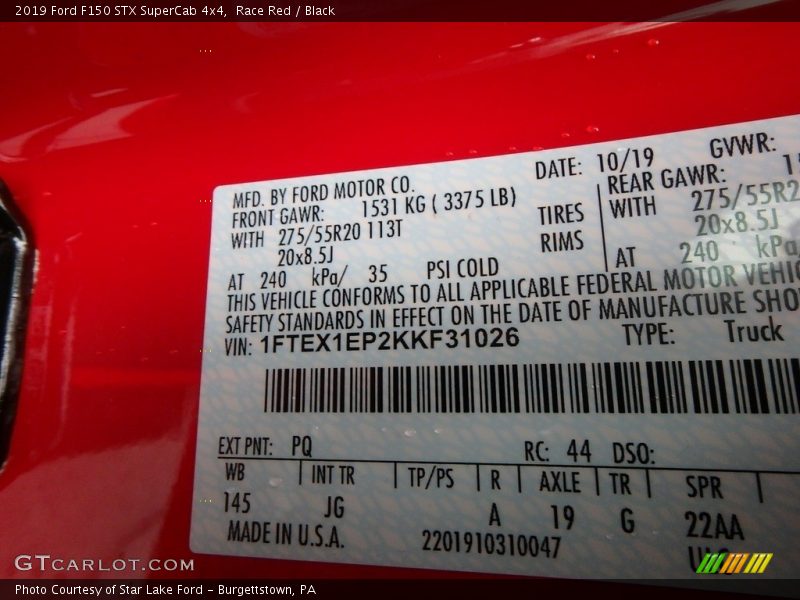 2019 Ford F150 STX SuperCab 4x4, Race Red / Black
MFD. BY FORD MOTOR CO. DATE: 10/19 GVWR:
FRONT GAWR: 1531 KG ( 3375 LB) REAR GAWR:
WITH 275/55R20 113T TIRES WITH 275/55R2
20x8.5J RIMS 20x8.5J
AT 240 kPa/ 35 PSI COLD AT 240 kPa
THIS VEHICLE CONFORMS TO ALL APPLICABLE FEDERAL MOTOR VEHIC
SAFETY STANDARDS IN EFFECT ON THE DATE OF MANUFACTURE SHO
VIN: 1FTEX1EP2KKF31026 TYPE: Truck
EXT PNT: PQ RC: 44 DSO:
WB INT TR TP/PS R AXLE TR SPR
145 JG A 19 G 22AA
MADE IN U.S.A. 2201910310047
GTCARLOT.COM
Photo Courtesy of Star Lake Ford - Burgettstown, PA